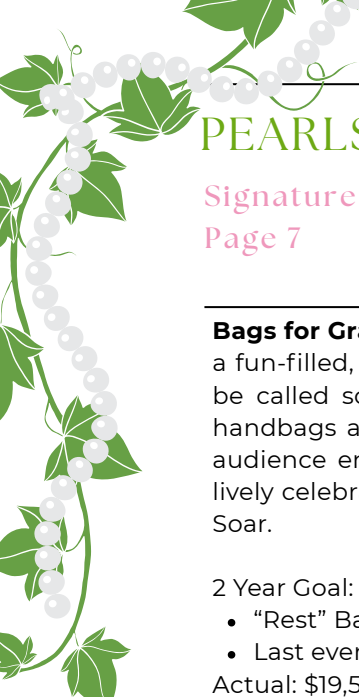 PEARLS
Signature
Page 7
Bags for Gra
a fun-filled,
be called so
handbags a
audience en
lively celebr
Soar.
2 Year Goal:
• “Rest” Ba
• Last ever
Actual: $19,5